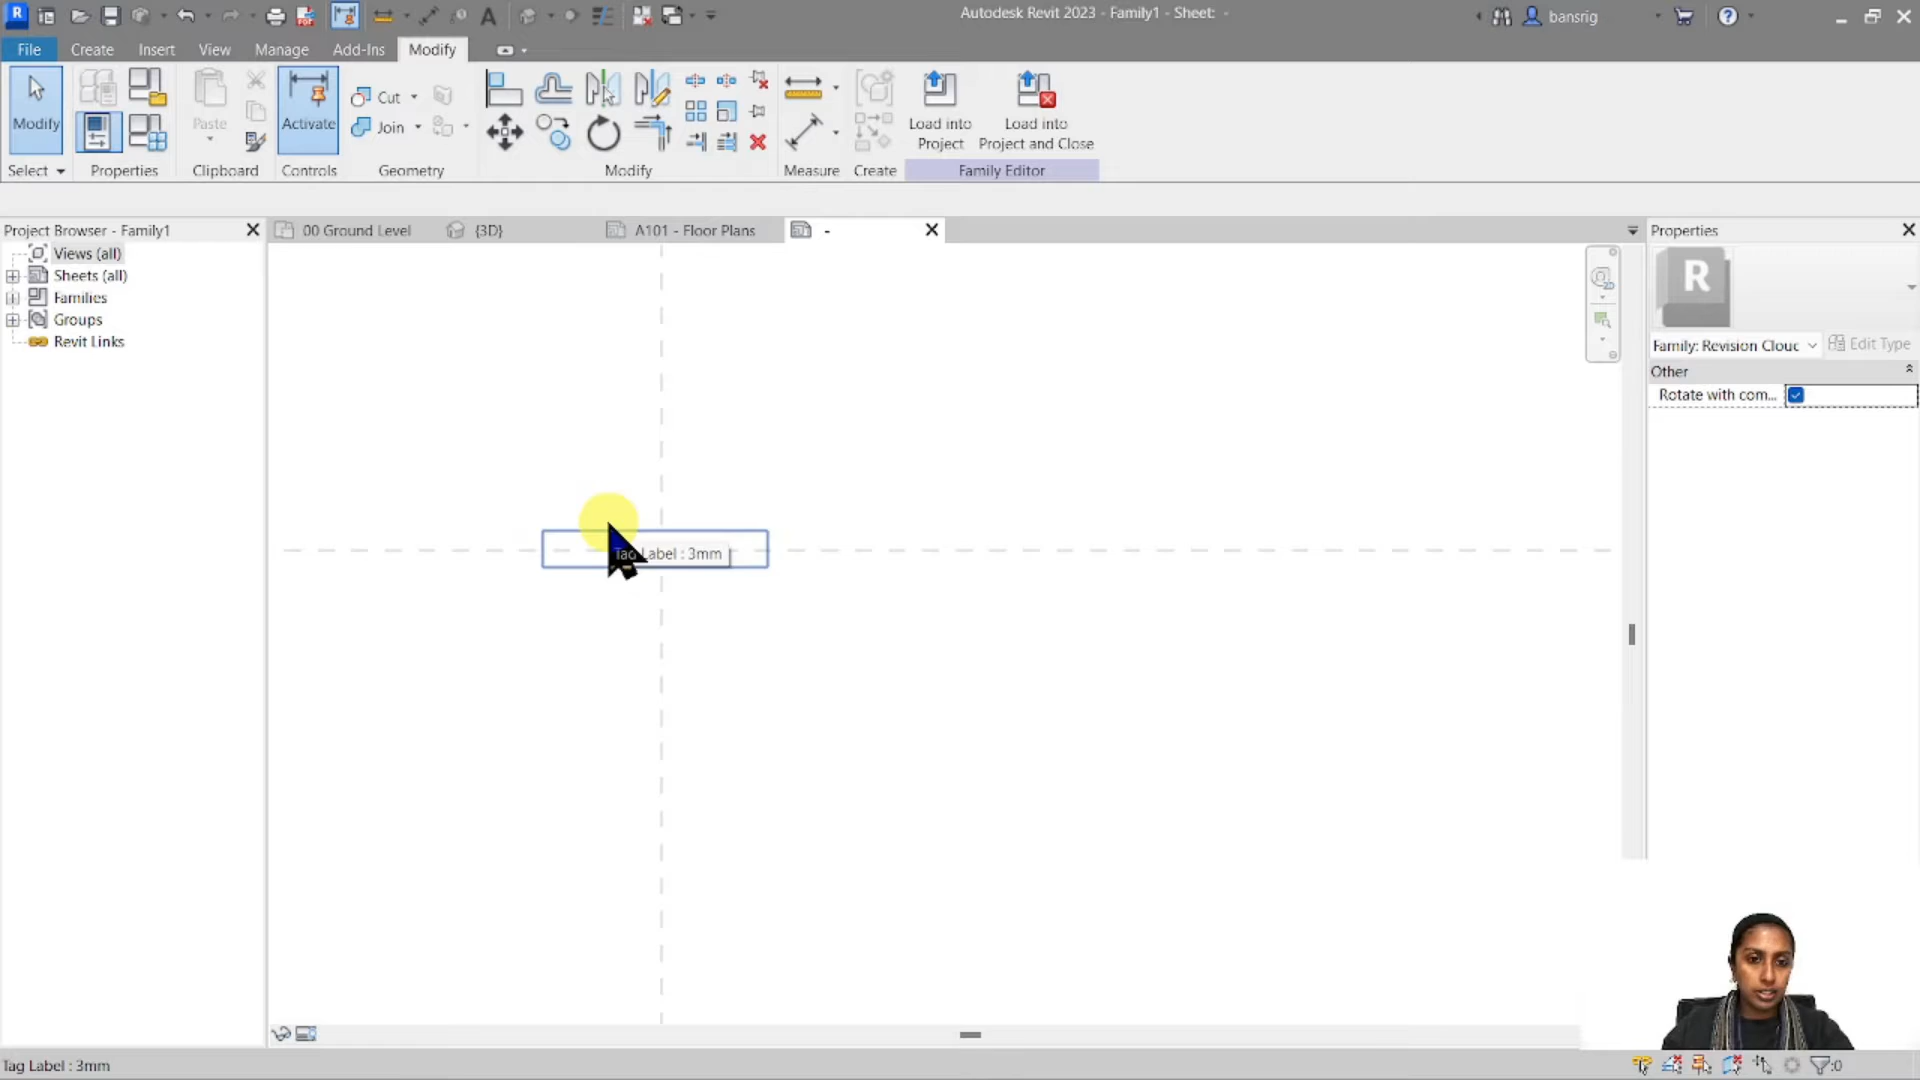 Autodesk Revit 2023 - Family1 - Sheet: -
bansrig
File Create Insert View Manage Add-Ins Modify
Modify
Paste
Activate
Cut
Join
Load into Project
Load into Project and Close
Select Properties Clipboard Controls Geometry Modify Measure Create Family Editor
Project Browser - Family1
00 Ground Level
{3D}
A101 - Floor Plans
-
Properties
Views (all)
Sheets (all)
Families
Groups
Revit Links
R
Family: Revision Clouc
Edit Type
Other
Rotate with com...
Tag Label : 3mm
Tag Label : 3mm
:0